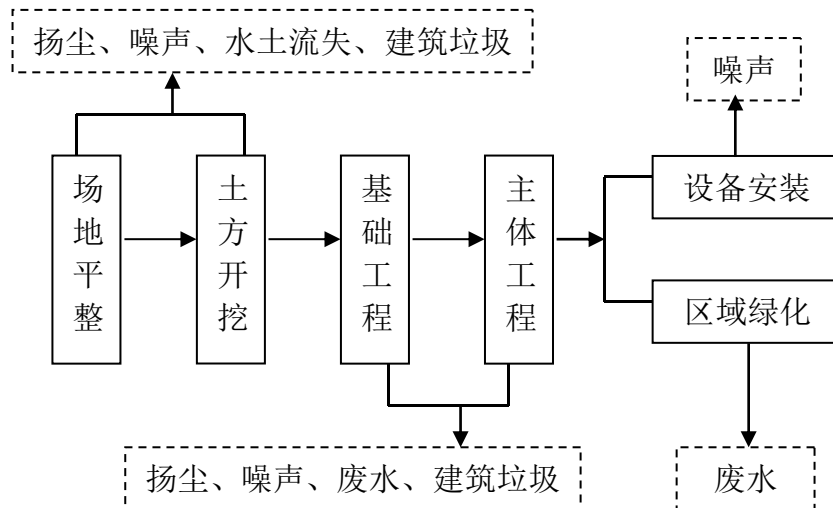 扬尘、噪声、水土流失、建筑垃圾
噪声
场地平整
土方开挖
基础工程
主体工程
设备安装
区域绿化
扬尘、噪声、废水、建筑垃圾
废水